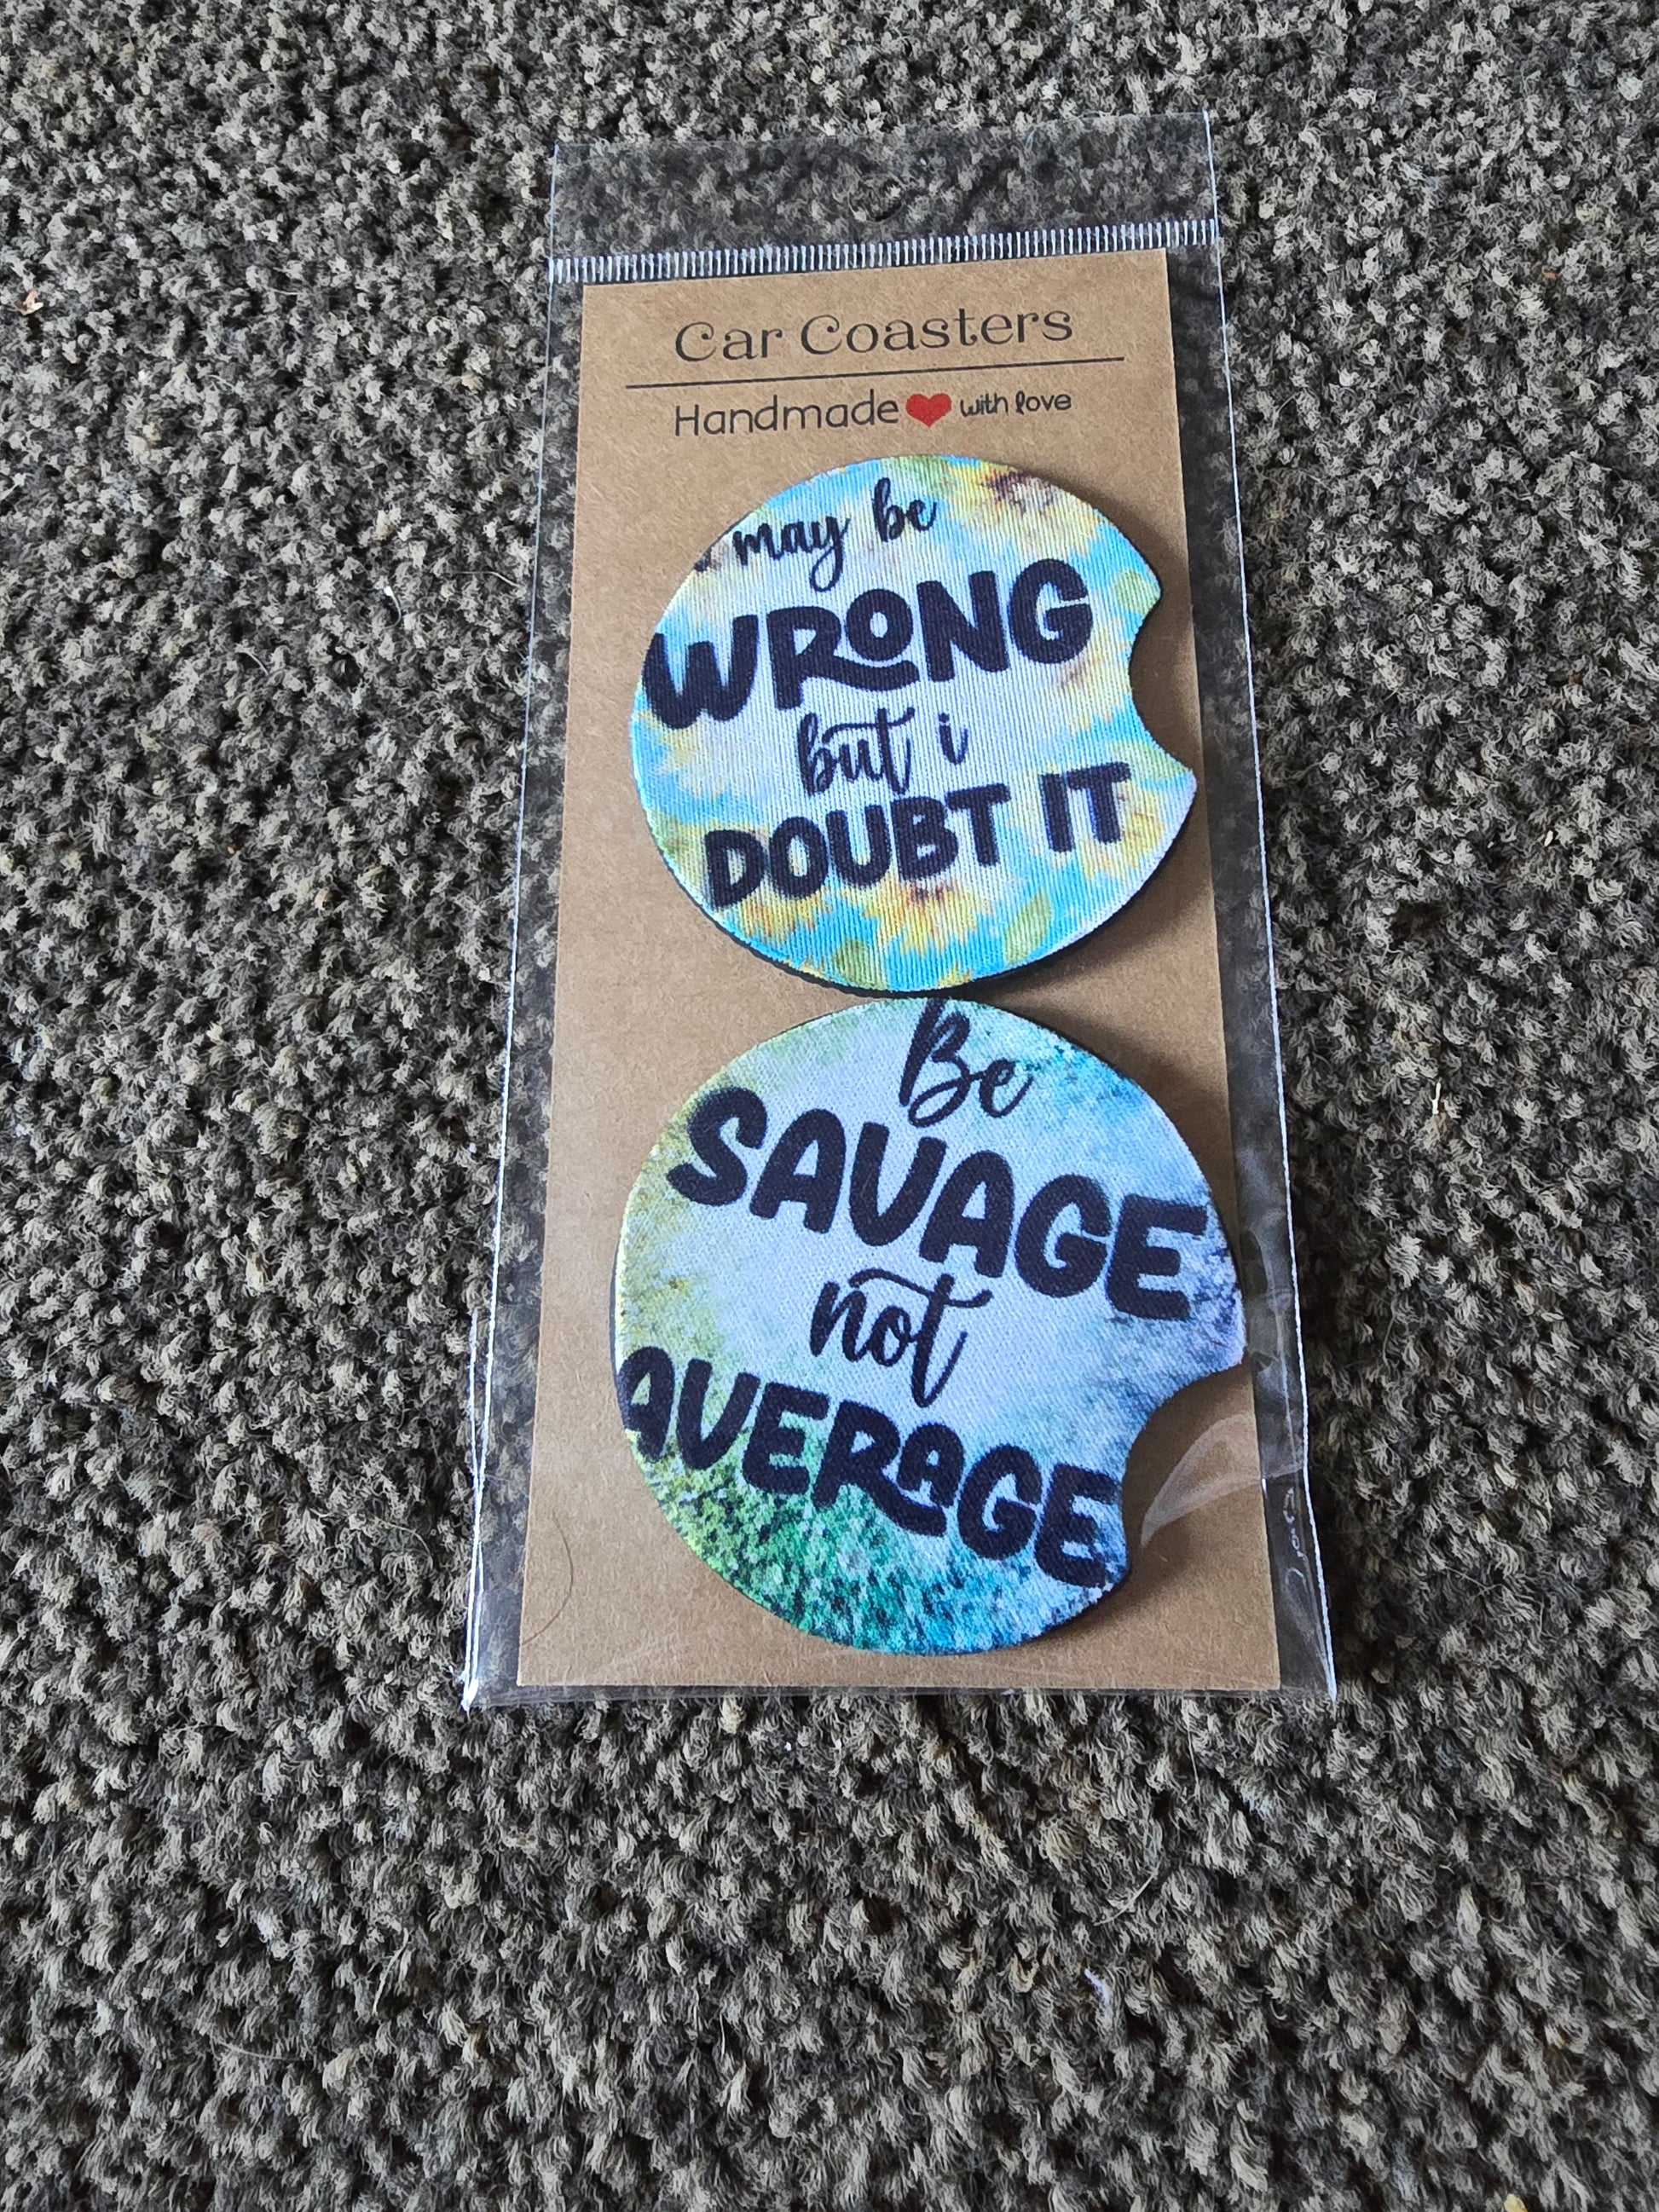 Car Coasters
Handmade ❤ with love
may be
WRONG
but i
DOUBT IT
Be
SAVAGE
not
AVERAGE